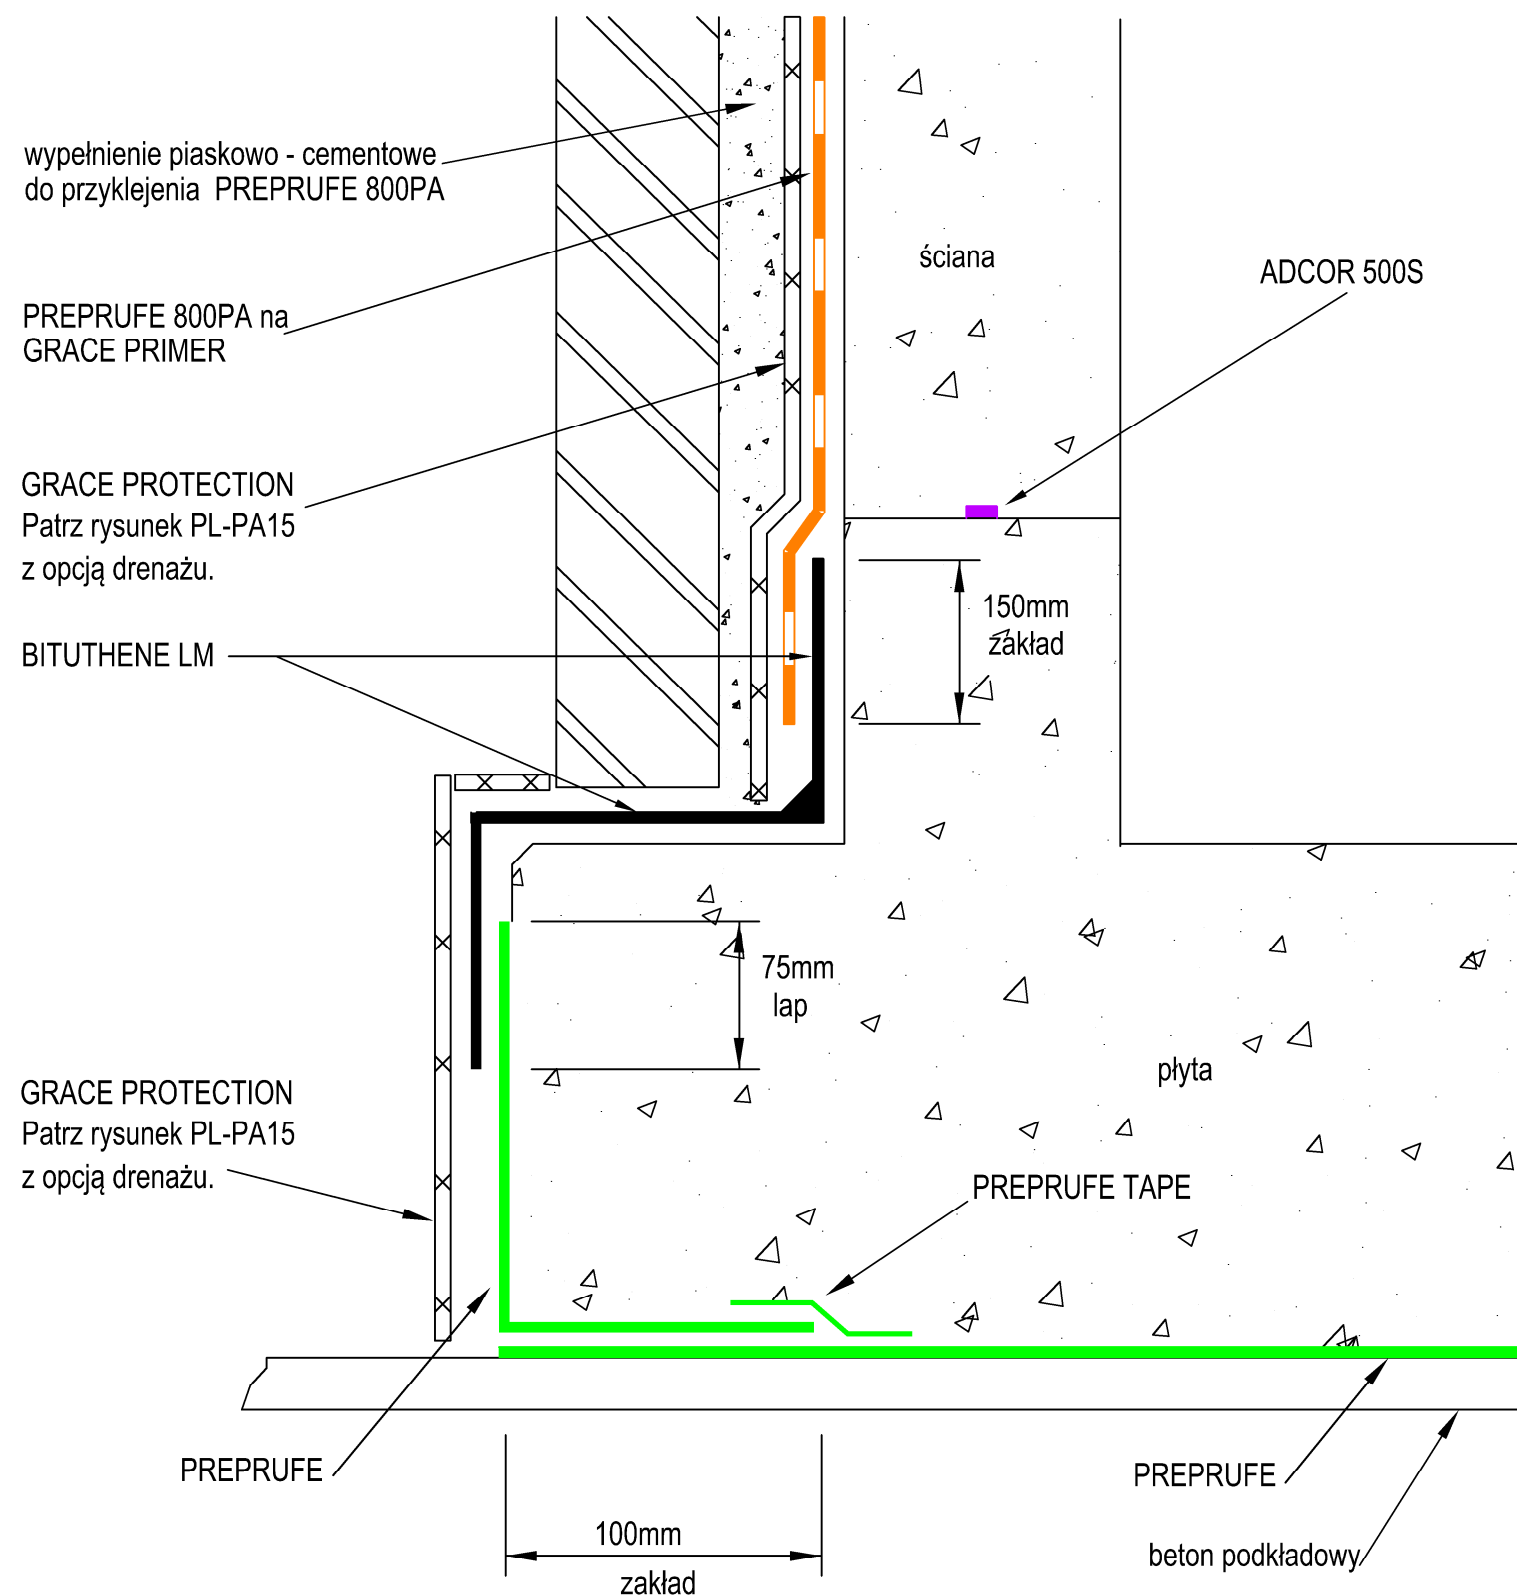 wypełnienie piaskowo - cementowe
do przyklejenia PREPRUFE 800PA
ściana
ADCOR 500S
PREPRUFE 800PA na
GRACE PRIMER
GRACE PROTECTION
Patrz rysunek PL-PA15
z opcją drenażu.
150mm
zakład
BITUTHENE LM
75mm
lap
płyta
GRACE PROTECTION
Patrz rysunek PL-PA15
z opcją drenażu.
PREPRUFE TAPE
PREPRUFE
PREPRUFE
100mm
zakład
beton podkładowy